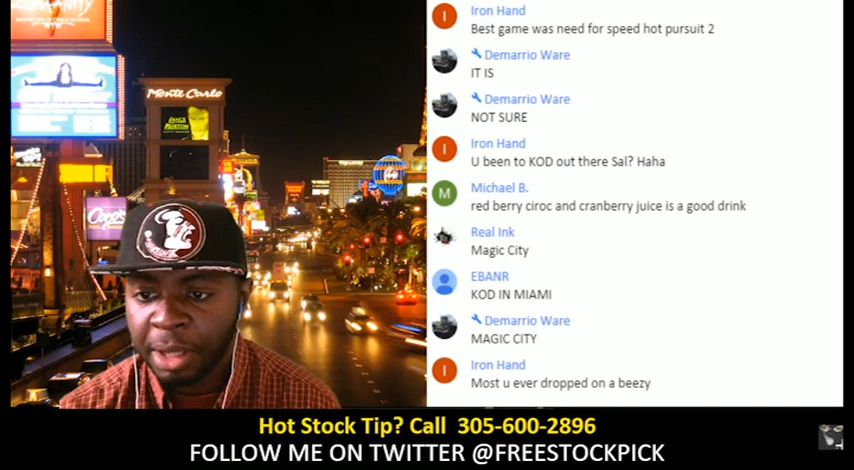 Monte Carlo
LANCE
BURTON
Coco's
Iron Hand
Best game was need for speed hot pursuit 2
Demarrio Ware
IT IS
Demarrio Ware
NOT SURE
I
Iron Hand
U been to KOD out there Sal? Haha
M
Michael B.
red berry ciroc and cranberry juice is a good drink
Real Ink
Magic City
EBANR
KOD IN MIAMI
Demarrio Ware
MAGIC CITY
I
Iron Hand
Most u ever dropped on a beezy
Hot Stock Tip? Call 305-600-2896
FOLLOW ME ON TWITTER @FREESTOCKPICK